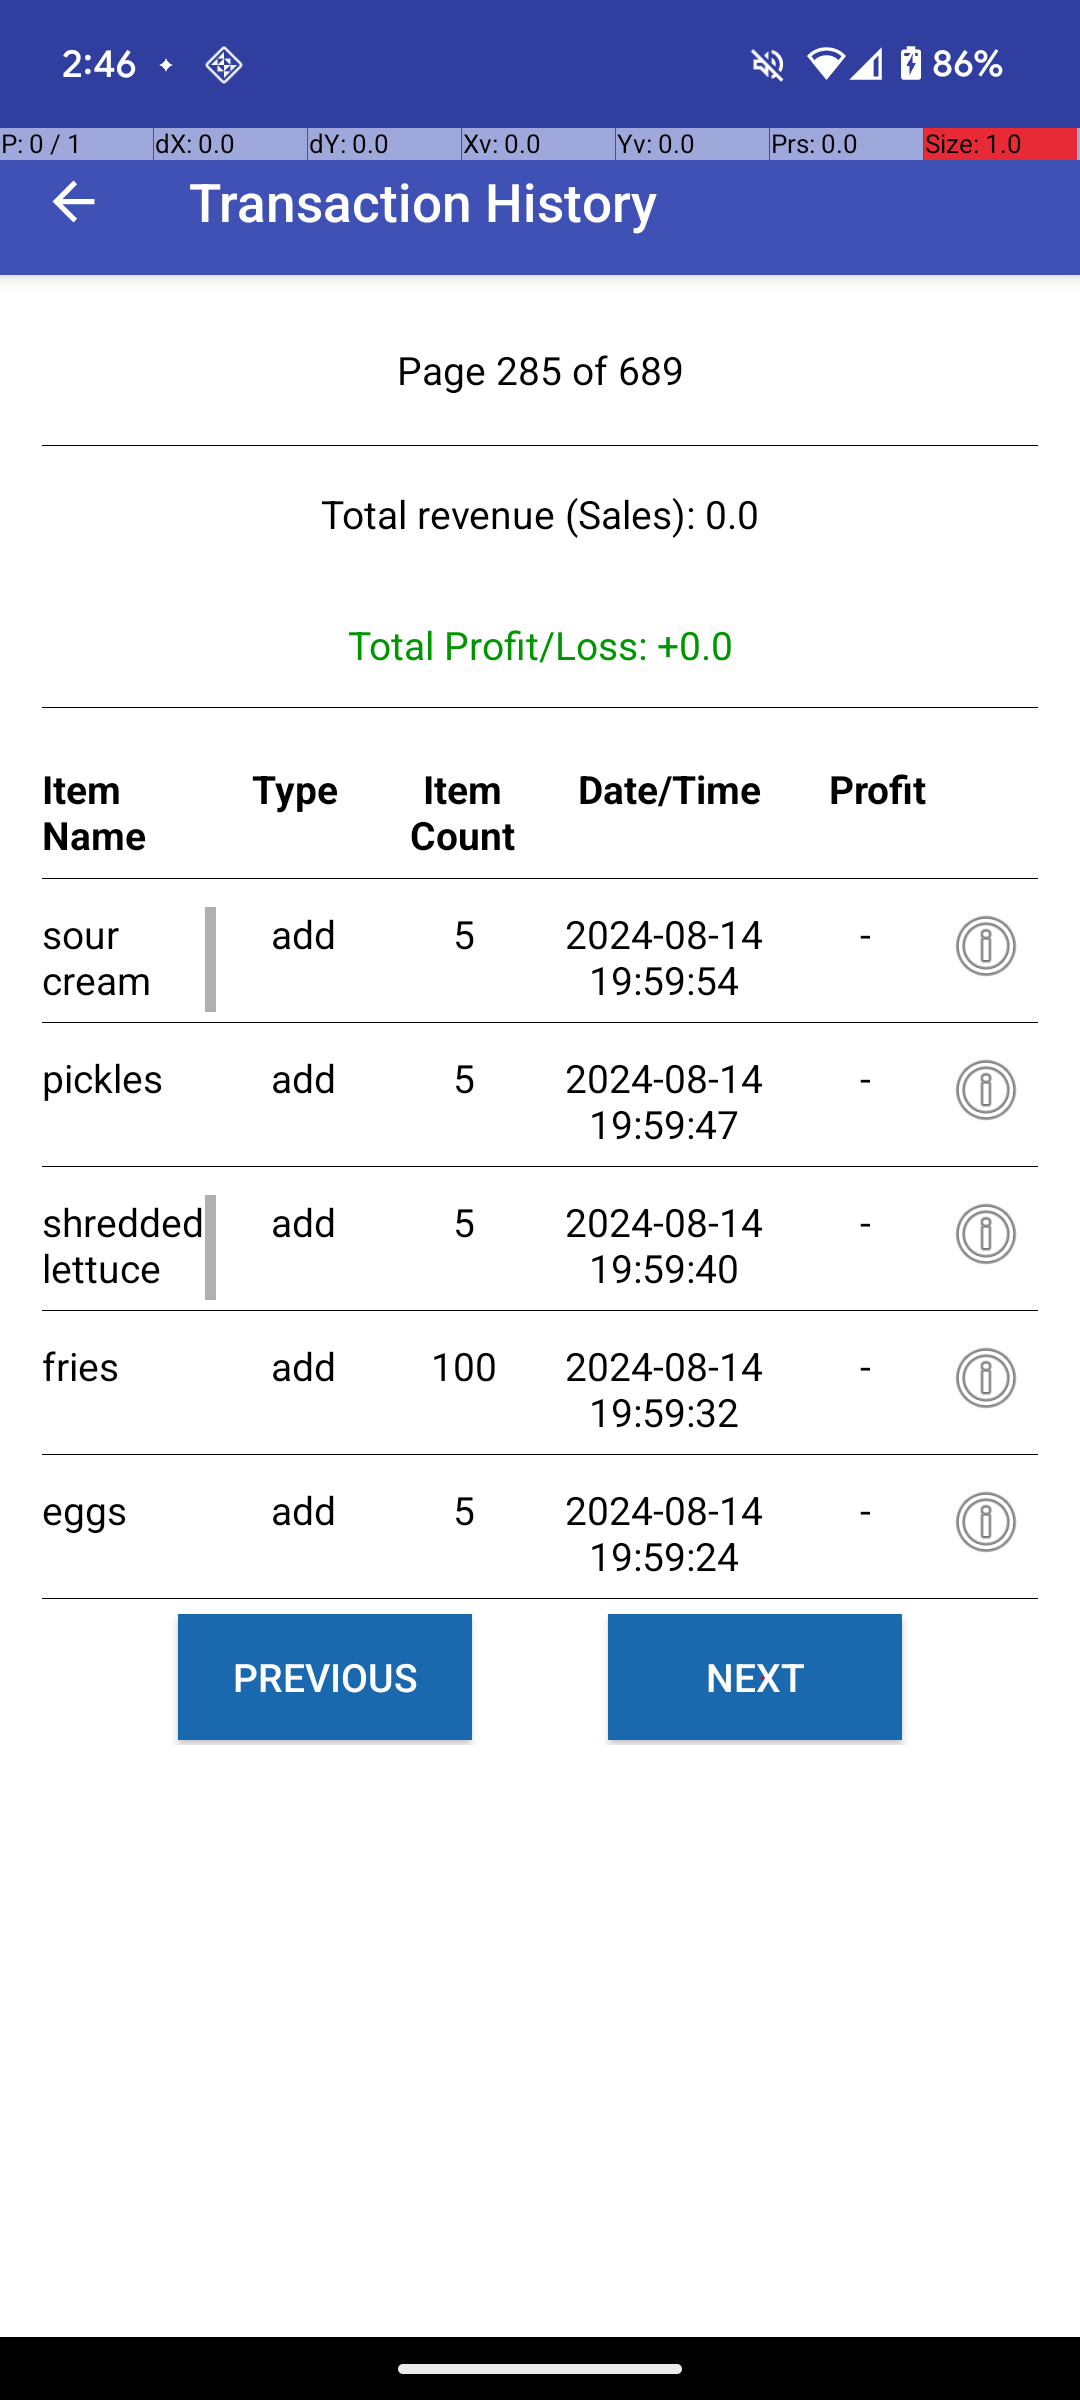 2:46 86%
P: 0 / 1 dX: 0.0 dY: 0.0 Xv: 0.0 Yv: 0.0 Prs: 0.0 Size: 1.0
Transaction History
Page 285 of 689
Total revenue (Sales): 0.0
Total Profit/Loss: +0.0
Item Name Type Item Count Date/Time Profit
sour cream add 5 2024-08-14 19:59:54 -
pickles add 5 2024-08-14 19:59:47 -
shredded lettuce add 5 2024-08-14 19:59:40 -
fries add 100 2024-08-14 19:59:32 -
eggs add 5 2024-08-14 19:59:24 -
PREVIOUS NEXT